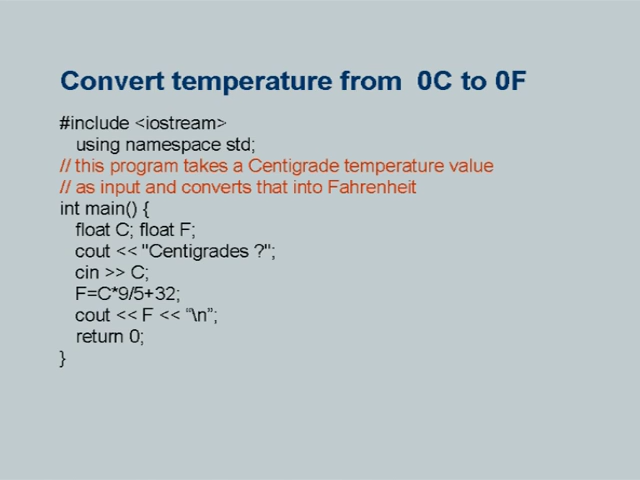 Convert temperature from  0C to 0F
#include <iostream>
using namespace std;
// this program takes a Centigrade temperature value
// as input and converts that into Fahrenheit
int main() {
float C; float F;
cout << "Centigrades ?";
cin >> C;
F=C*9/5+32;
cout << F << “\n”;
return 0;
}